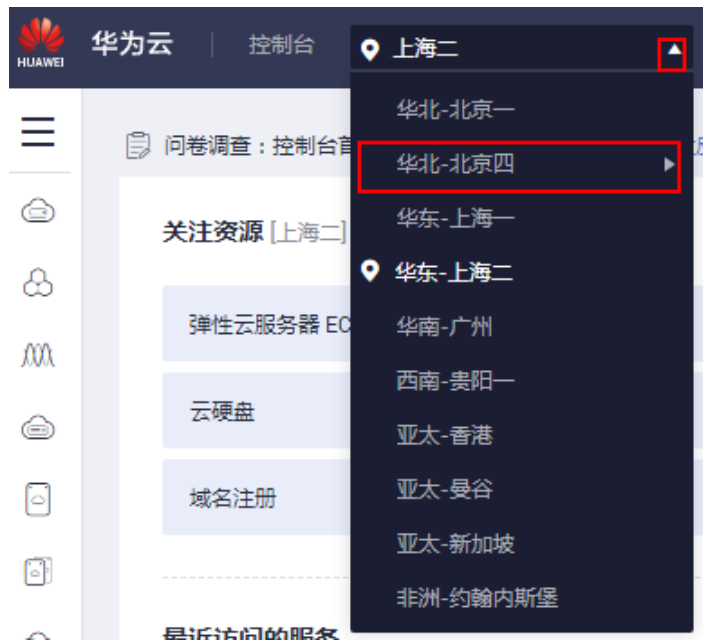 HUAWEI
华为云
控制台
上海二
华北-北京一
问卷调查：控制台首
华北-北京四
华东-上海一
关注资源 [上海二]
华东-上海二
弹性云服务器 EC
华南-广州
西南-贵阳一
云硬盘
亚太-香港
亚太-曼谷
域名注册
亚太-新加坡
非洲-约翰内斯堡
最近访问的服务